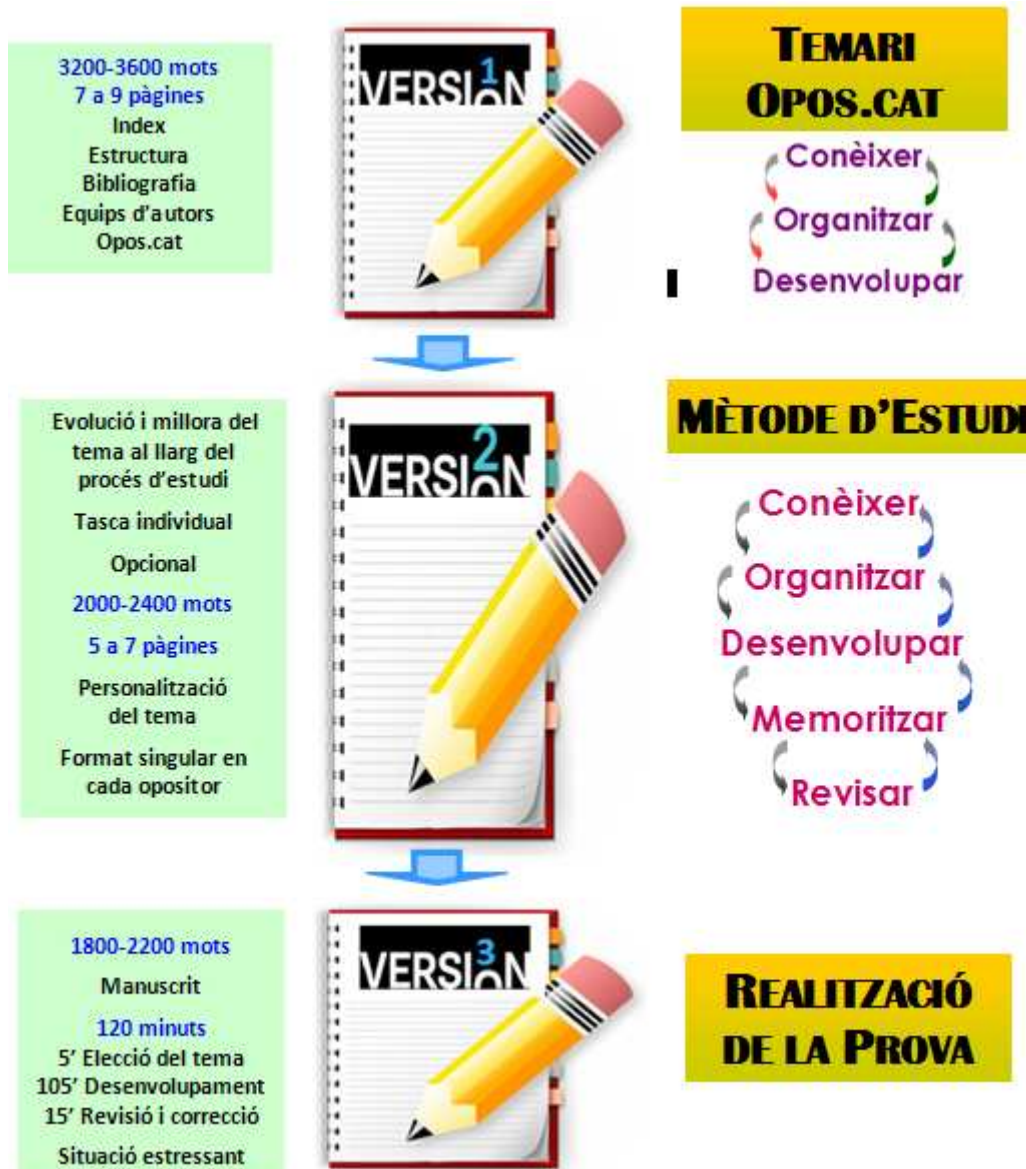 3200-3600 mots
7 a 9 pàgines
Index
Estructura
Bibliografia
Equips d'autors
Opos.cat
VERSION 1
TEMARI
OPOS.CAT
Conèixer
Organitzar
Desenvolupar
Evolució i millora del
tema al llarg del
procés d'estudi
Tasca individual
Opcional
2000-2400 mots
5 a 7 pàgines
Personalització
del tema
Format singular en
cada opositor
VERSION 2
MÈTODE D'ESTUDI
Conèixer
Organitzar
Desenvolupar
Memoritzar
Revisar
1800-2200 mots
Manuscrit
120 minuts
5' Elecció del tema
105' Desenvolupament
15' Revisió i correcció
Situació estressant
VERSION 3
REALITZACIÓ
DE LA PROVA